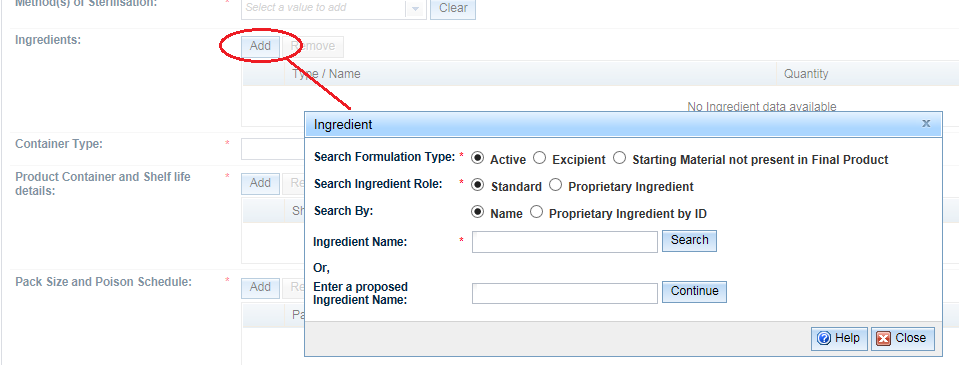 Method(s) of Sterilisation: * Select a value to add Clear
Ingredients: Add Remove
Type / Name Quantity
No Ingredient data available
Ingredient x
Search Formulation Type: * Active Excipient Starting Material not present in Final Product
Search Ingredient Role: * Standard Proprietary Ingredient
Search By: Name Proprietary Ingredient by ID
Ingredient Name: * Search
Or,
Enter a proposed
Ingredient Name: Continue
Help Close
Container Type: *
Product Container and Shelf life * Add Re
details:
Sh
Pack Size and Poison Schedule: * Add Re
Pa